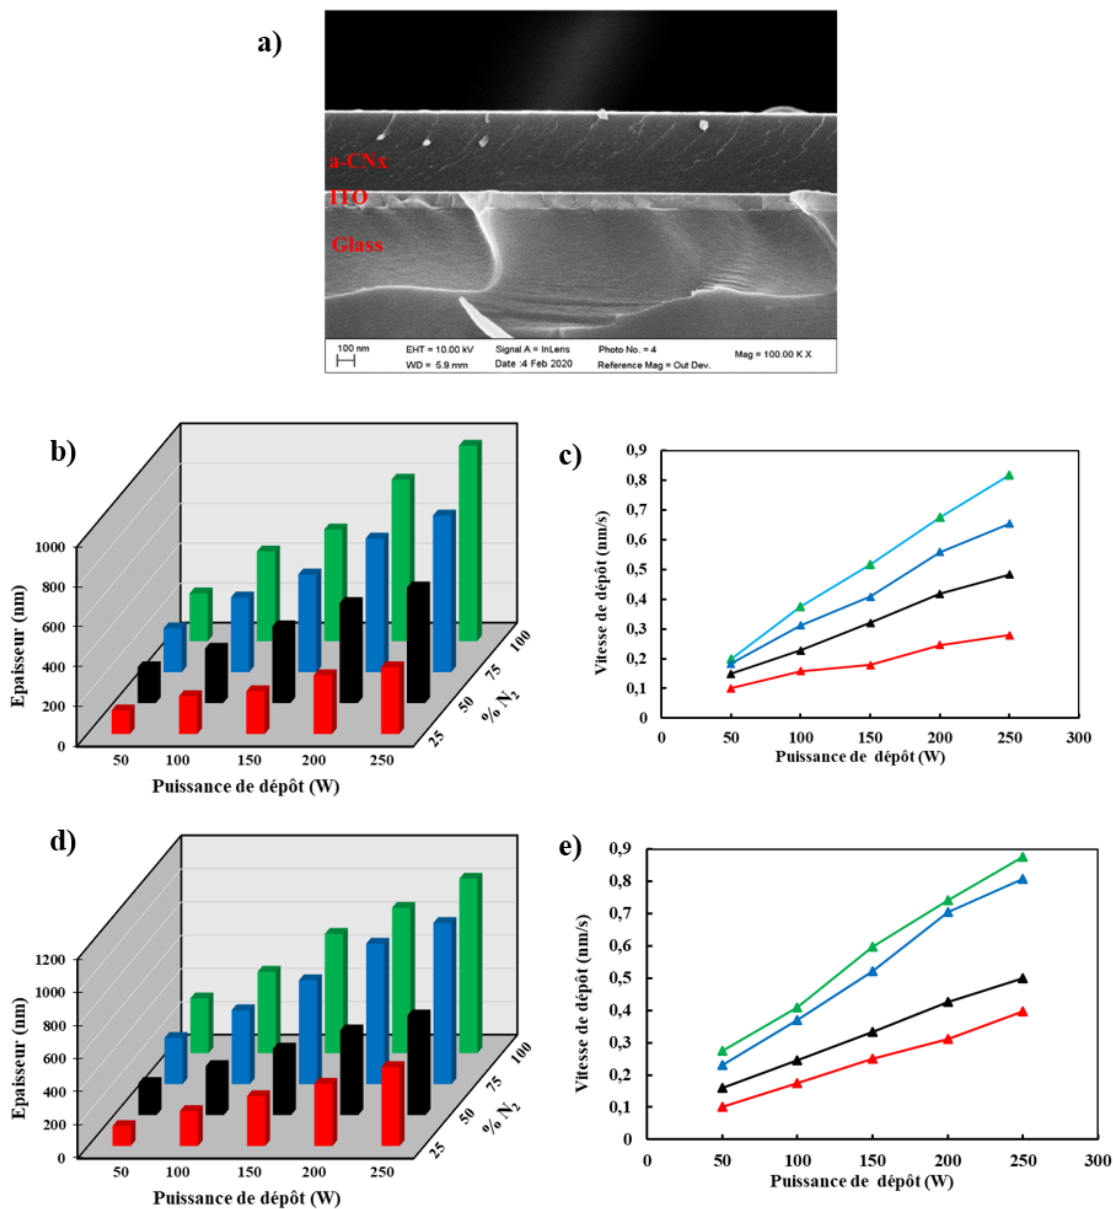 a)
a-CNx
ITO
Glass
100 nm
EHT = 10.00 kV
Signal A = InLens
Photo No. = 4
Mag = 100.00 K X
WD = 5.9 mm
Date :4 Feb 2020
Reference Mag = Out Dev.
b)
1000
800
600
400
200
0
Epaisseur (nm)
50 100 150 200 250
Puissance de dépôt (W)
25
50
75
100
% N2
c)
0,9
0,8
0,7
0,6
0,5
0,4
0,3
0,2
0,1
0
Vitesse de dépôt (nm/s)
0 50 100 150 200 250 300
Puissance de dépôt (W)
d)
1200
1000
800
600
400
200
0
Epaisseur (nm)
50 100 150 200 250
Puissance de dépôt (W)
25
50
75
100
% N2
e)
0,9
0,8
0,7
0,6
0,5
0,4
0,3
0,2
0,1
0
Vitesse de dépôt (nm/s)
0 50 100 150 200 250 300
Puissance de dépôt (W)